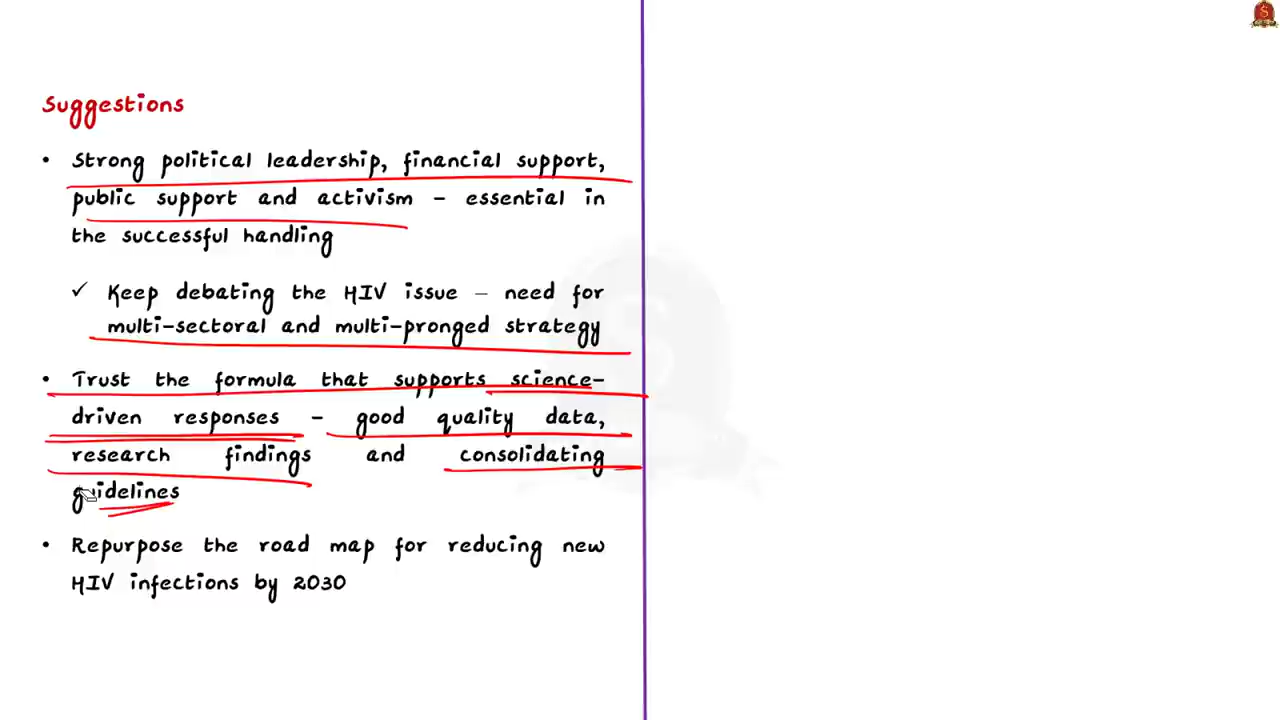 Suggestions
• Strong political leadership, financial support,
public support and activism – essential in
the successful handling
✓ Keep debating the HIV issue – need for
multi-sectoral and multi-pronged strategy
• Trust the formula that supports science-
driven responses – good quality data,
research findings and consolidating
guidelines
• Repurpose the road map for reducing new
HIV infections by 2030